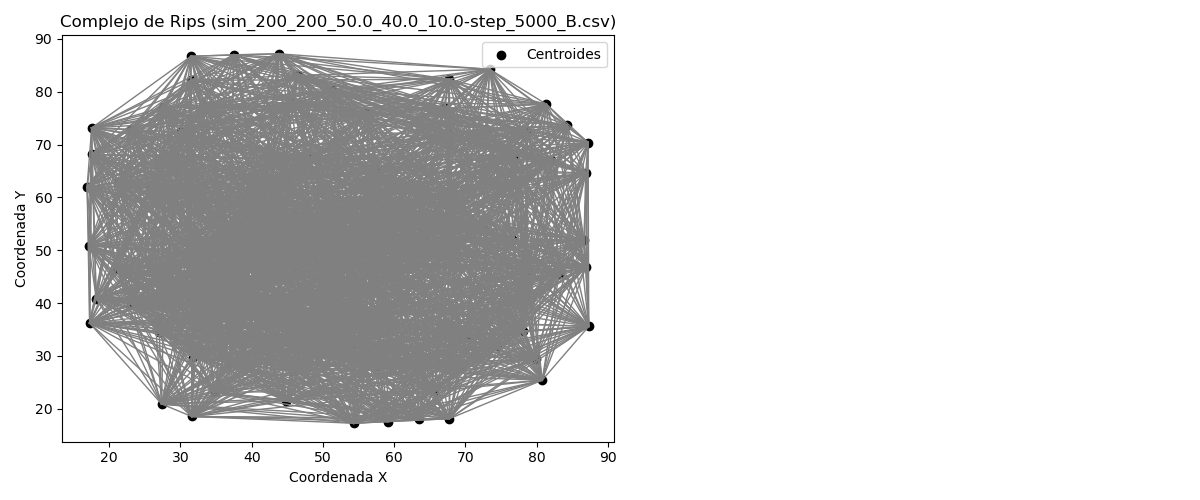 Complejo de Rips (sim_200_200_50.0_40.0_10.0-step_5000_B.csv)
90
Centroides
80
70
60
50
40
30
20
Coordenada Y
20 30 40 50 60 70 80 90
Coordenada X